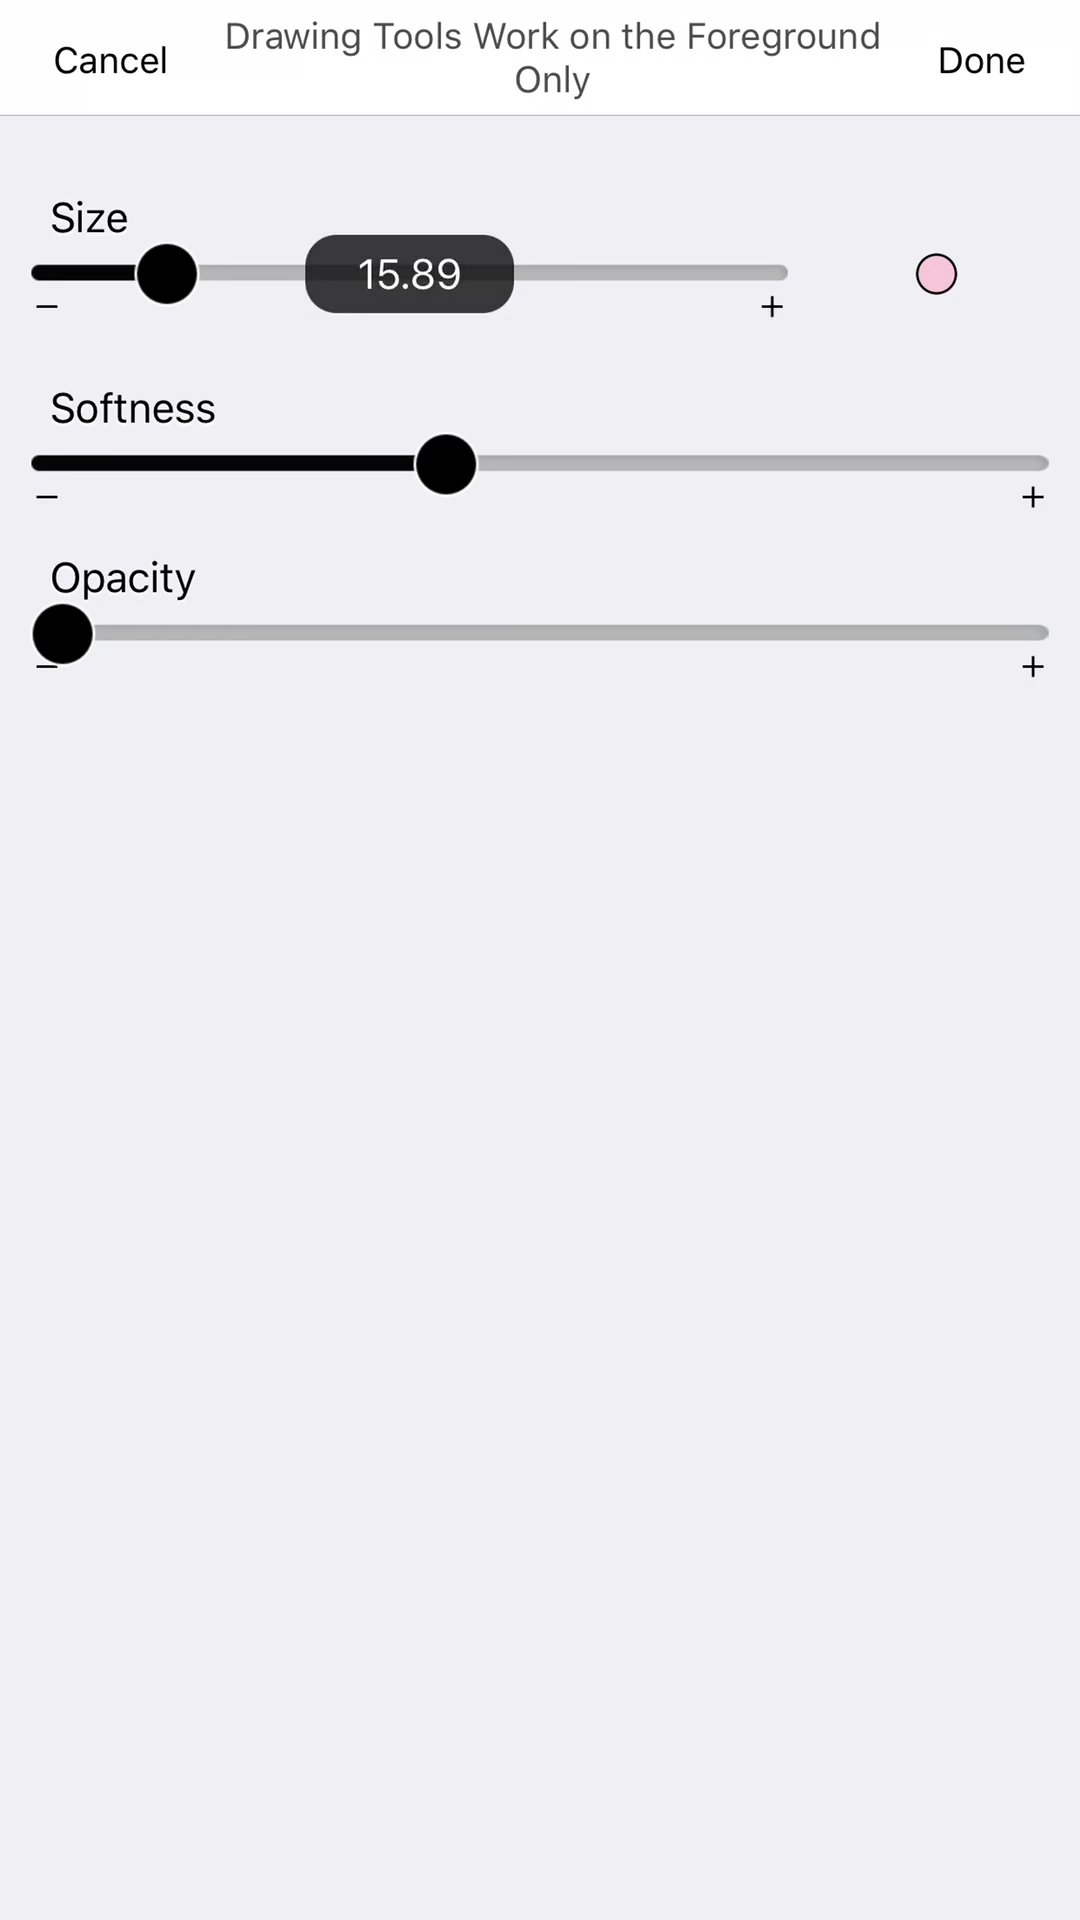 Cancel
Drawing Tools Work on the Foreground
Only
Done
Size
15.89
− +
Softness
− +
Opacity
− +